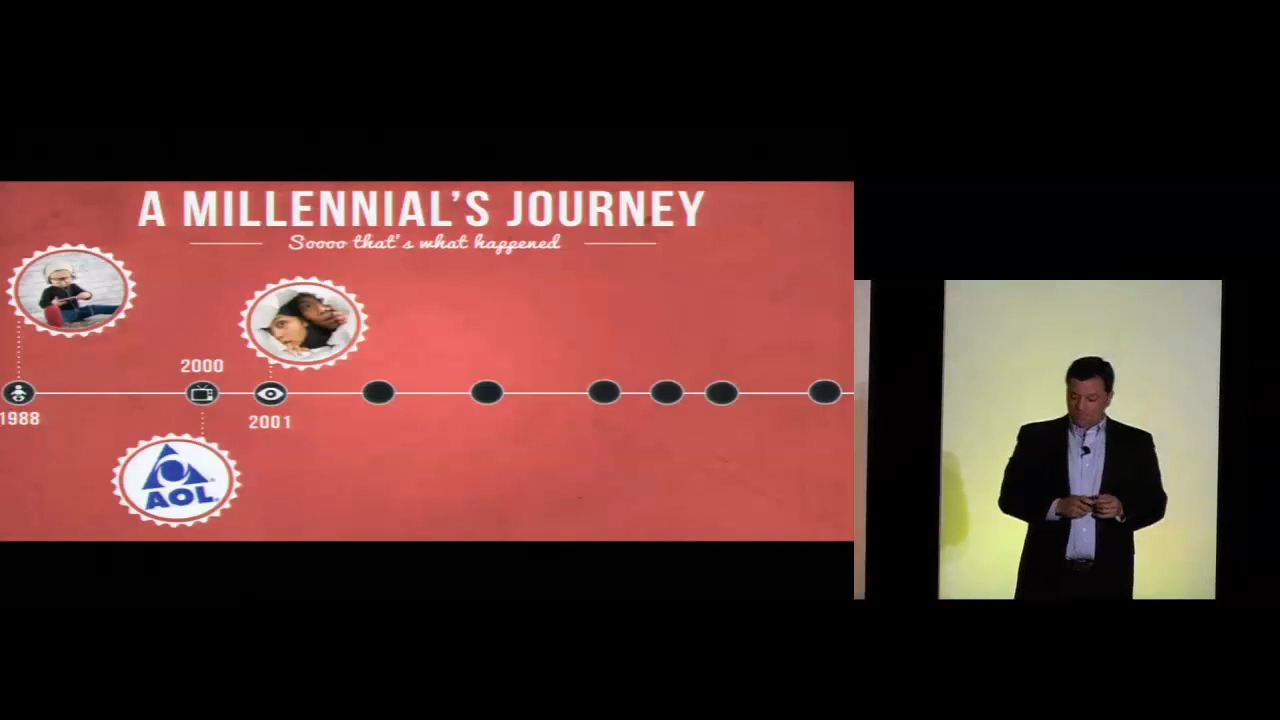 A MILLENNIAL'S JOURNEY
Soooo that's what happened
2000
1988
2001
AOL